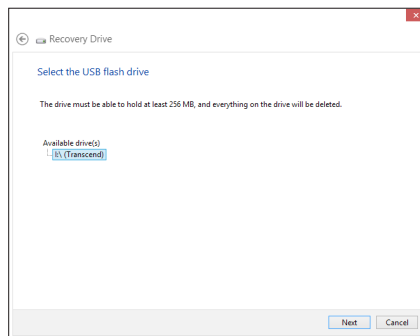 Recovery Drive
Select the USB flash drive
The drive must be able to hold at least 256 MB, and everything on the drive will be deleted.
Available drive(s)
I:\ (Transcend)
Next Cancel